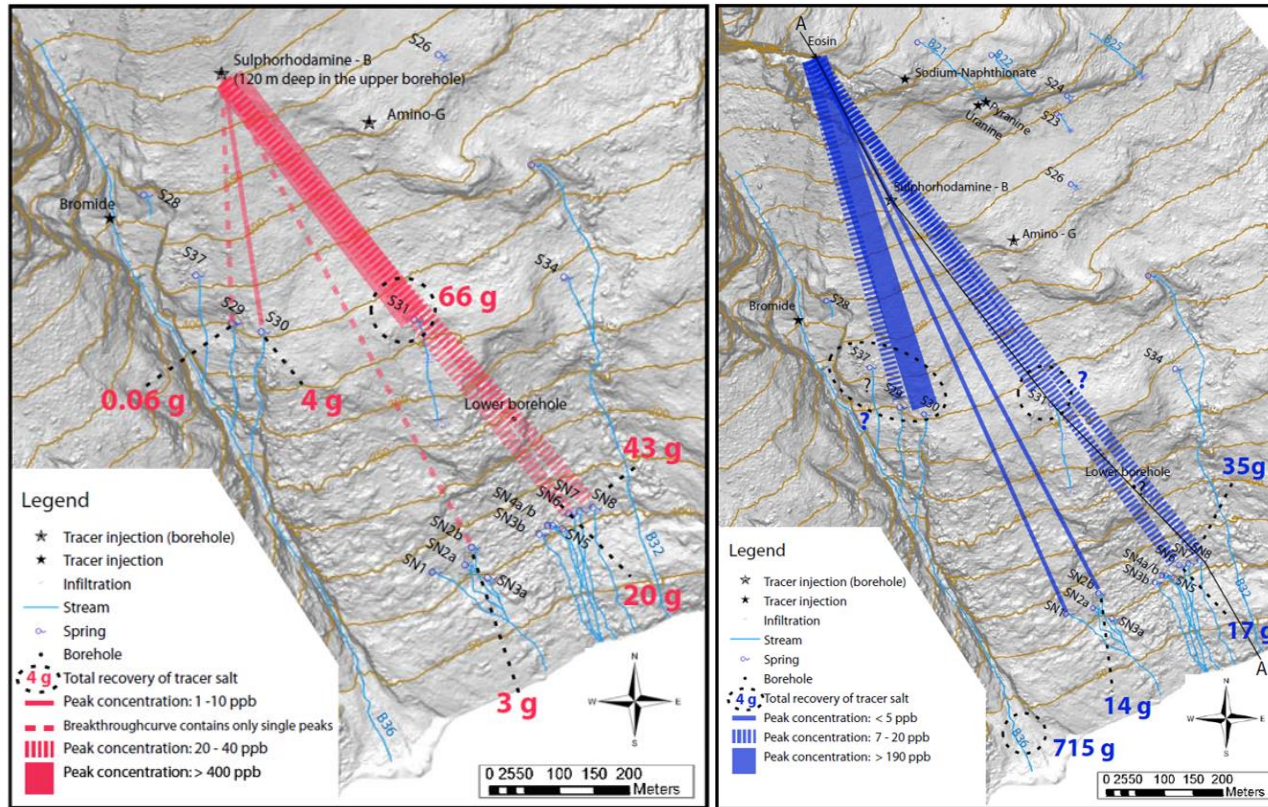 S26
Sulphorhodamine - B
(120 m deep in the upper borehole)
Amino-G
S28
Bromide
S37
S34
S29
S30
S31
66 g
0.06 g
4 g
Lower borehole
43 g
SN7
SN8
SN6
SN4a/b
SN3b
SN5
SN2b
SN2a
SN1
SN3a
B32
20 g
3 g
B36
Legend
Tracer injection (borehole)
Tracer injection
Infiltration
Stream
Spring
Borehole
4 g Total recovery of tracer salt
Peak concentration: 1 -10 ppb
Breakthroughcurve contains only single peaks
Peak concentration: 20 - 40 ppb
Peak concentration: > 400 ppb
N
W E
S
0 2550 100 150 200
Meters
A
Eosin
B21
B22
B25
Sodium-Naphthionate
S24
Pyranine
Uranine
S23
S26
Sulphorhodamine - B
Amino - G
S28
Bromide
S37
S34
?
S29
S30
?
S31
?
Lower borehole
?
35g
SN7
SN8
SN6
SN4a/b
SN3b
SN5
SN2b
SN2a
SN1
SN3a
B32
17 g
A
14 g
B36
715 g
Legend
Tracer injection (borehole)
Tracer injection
Infiltration
Stream
Spring
Borehole
4 g Total recovery of tracer salt
Peak concentration: < 5 ppb
Peak concentration: 7 - 20 ppb
Peak concentration: > 190 ppb
N
W E
S
0 2550 100 150 200
Meters